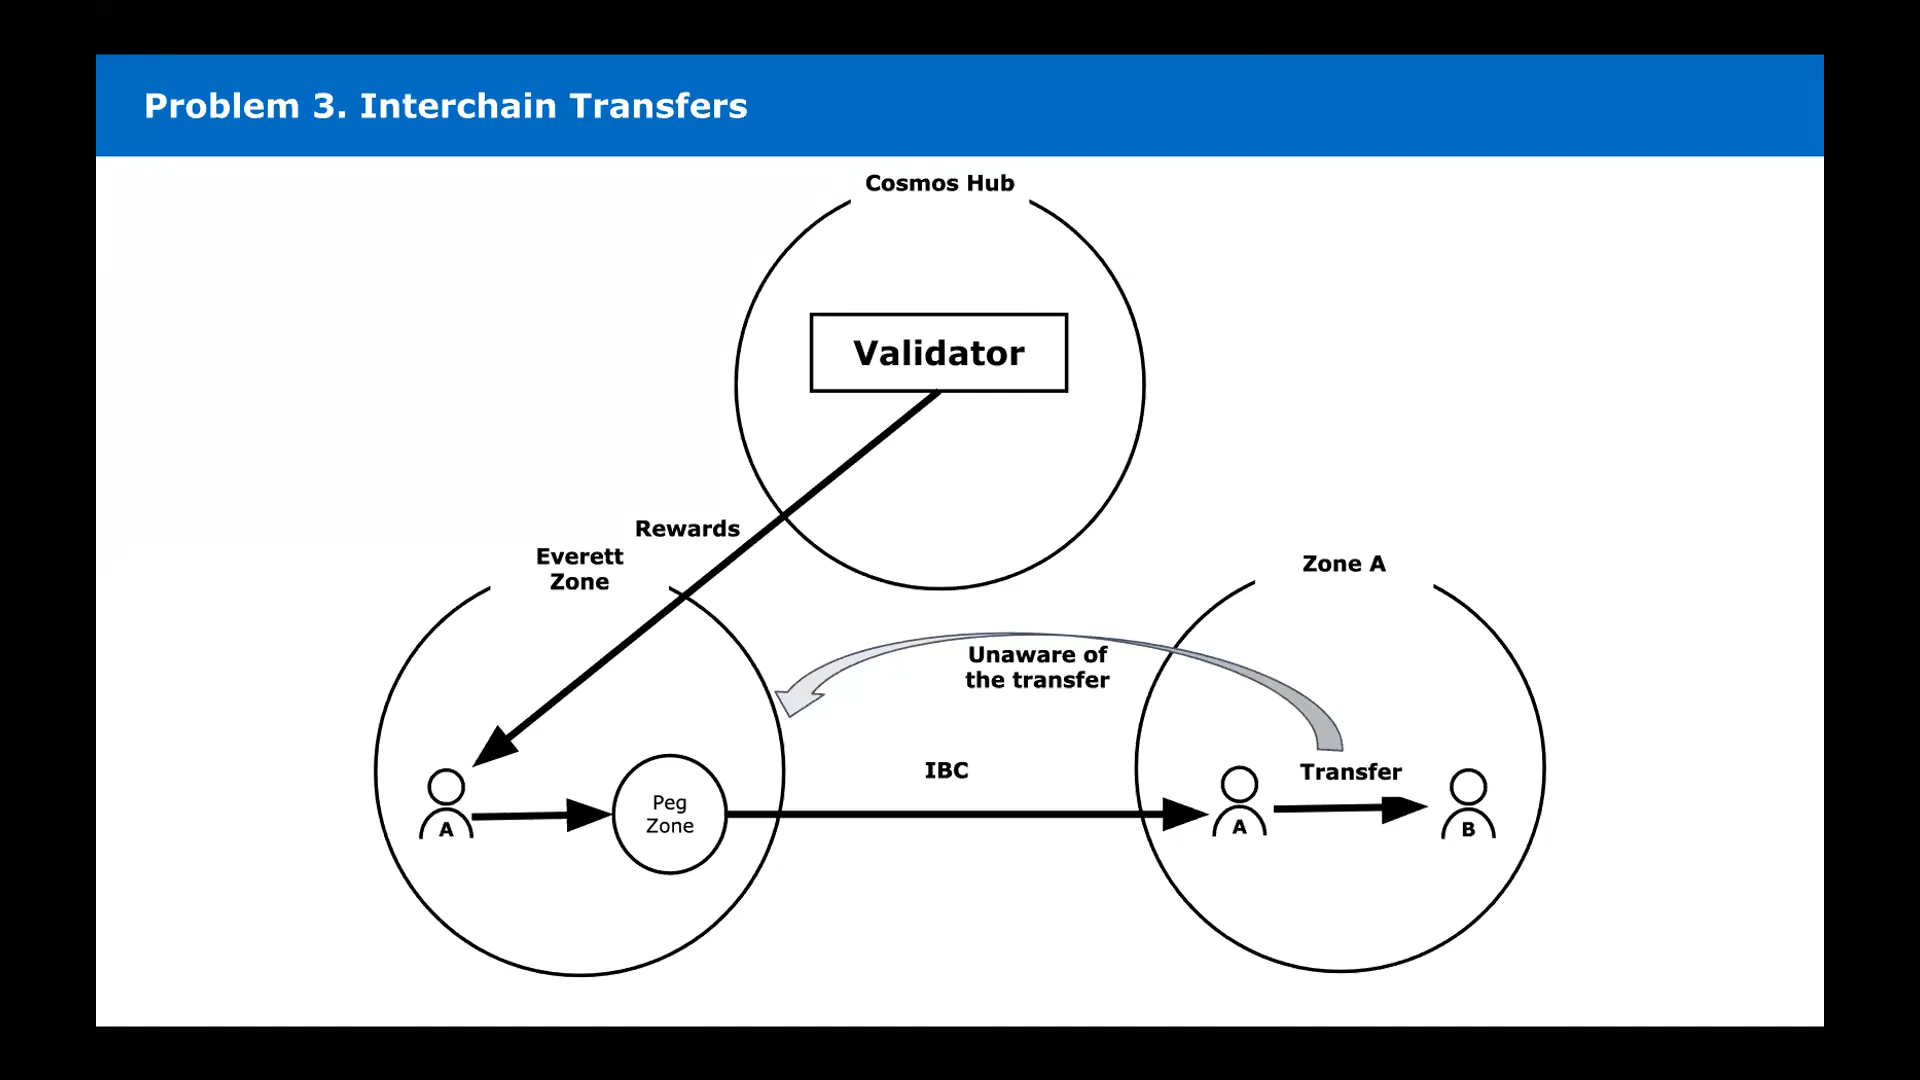 Problem 3. Interchain Transfers
Cosmos Hub
Validator
Rewards
Everett
Zone
Zone A
Unaware of
the transfer
IBC
Transfer
A
Peg
Zone
A
B